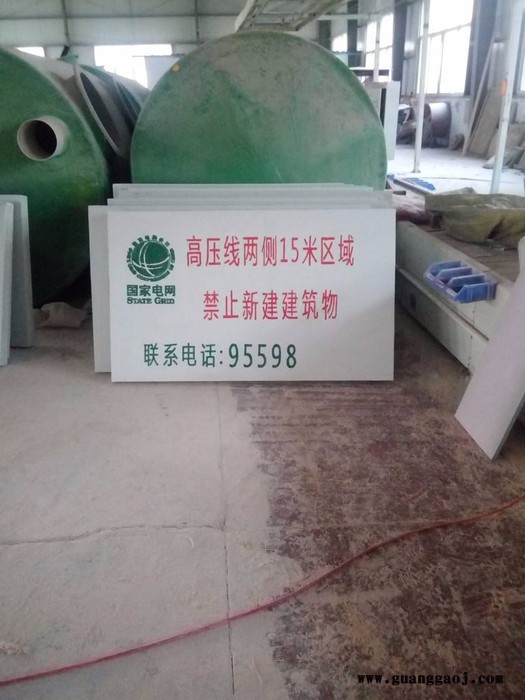 高压线两侧15米区域
禁止新建建筑物
国家电网
STATE GRID
联系电话:95598
www.guanggaoj.com